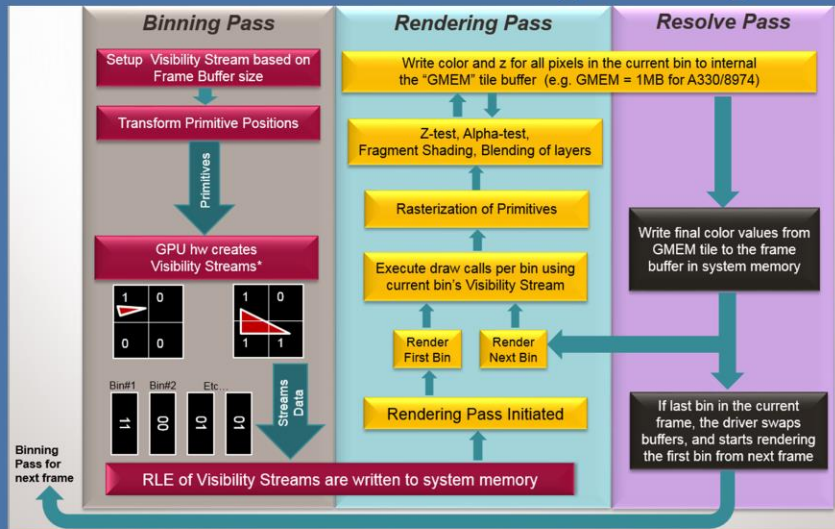 Binning Pass
Setup Visibility Stream based on
Frame Buffer size
Transform Primitive Positions
Primitives
GPU hw creates
Visibility Streams*
1 0
0 0
1 0
1 1
Bin#1 Bin#2 Etc...
11 00 01 01
Streams
Data
RLE of Visibility Streams are written to system memory
Binning
Pass for
next frame
Rendering Pass
Write color and z for all pixels in the current bin to internal
the “GMEM” tile buffer (e.g. GMEM = 1MB for A330/8974)
Z-test, Alpha-test,
Fragment Shading, Blending of layers
Rasterization of Primitives
Execute draw calls per bin using
current bin's Visibility Stream
Render
First Bin
Render
Next Bin
Rendering Pass Initiated
Resolve Pass
Write final color values from
GMEM tile to the frame
buffer in system memory
If last bin in the current
frame, the driver swaps
buffers, and starts rendering
the first bin from next frame